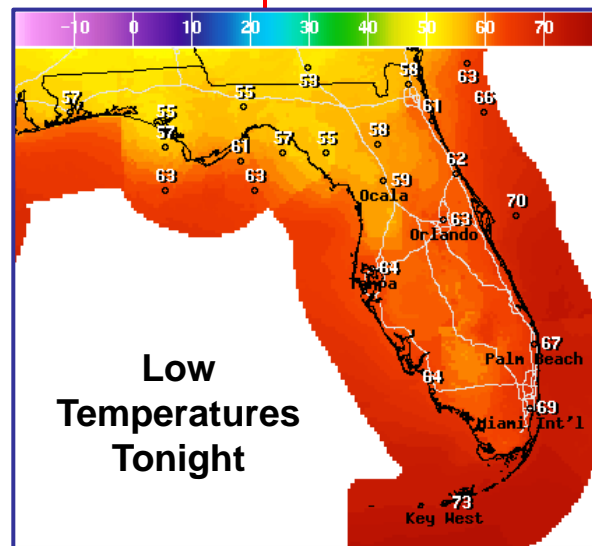 -10 0 10 20 30 40 50 60 70
53
58
63
57
55
66
55
61
57
61
57
55
58
62
63
63
59
Ocala
70
63
Orlando
64
Tampa
67
Palm Beach
64
69
Miami Int'l
73
Key West
Low
Temperatures
Tonight